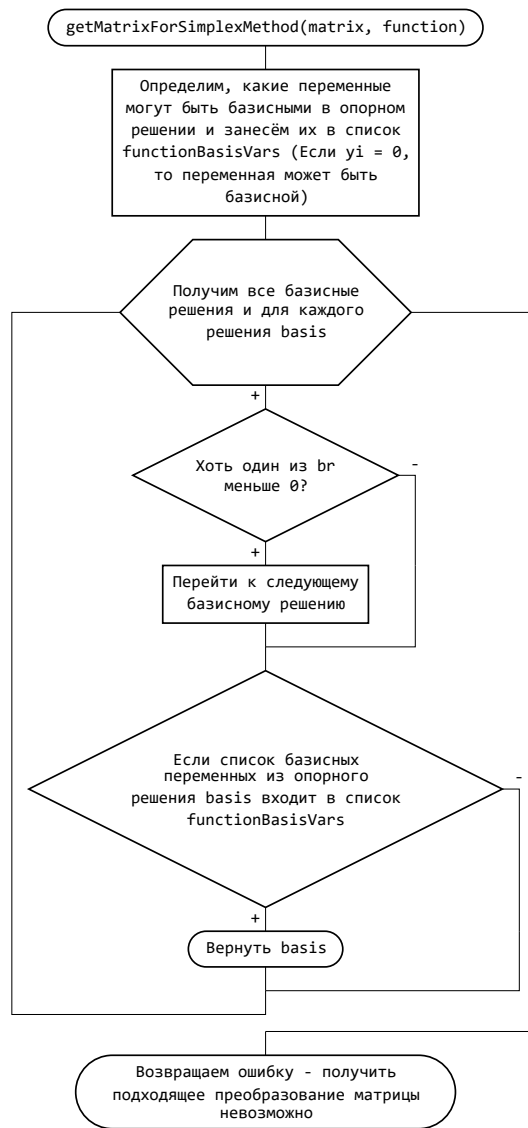 getMatrixForSimplexMethod(matrix, function)
Определим, какие переменные
могут быть базисными в опорном
решении и занесём их в список
functionBasisVars (Если yi = 0,
то переменная может быть
базисной)
Получим все базисные
решения и для каждого
решения basis
+
Хоть один из br
меньше 0?
-
+
Перейти к следующему
базисному решению
Если список базисных
переменных из опорного
решения basis входит в список
functionBasisVars
-
+
Вернуть basis
Возвращаем ошибку - получить
подходящее преобразование матрицы
невозможно